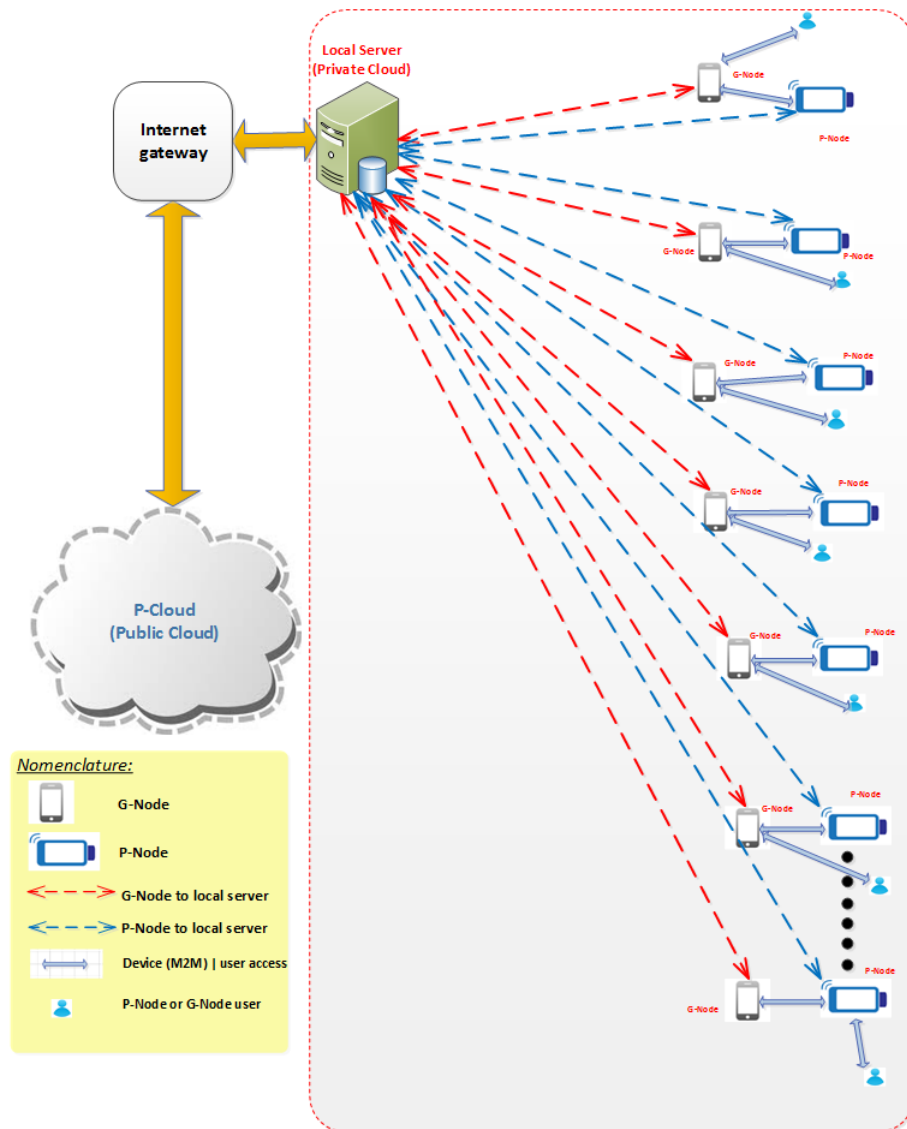 Local Server
(Private Cloud)
Internet
gateway
P-Cloud
(Public Cloud)
G-Node
P-Node
G-Node
P-Node
P-Node
G-Node
P-Node
G-Node
P-Node
G-Node
P-Node
G-Node
P-Node
G-Node
Nomenclature:
G-Node
P-Node
G-Node to local server
P-Node to local server
Device (M2M) | user access
P-Node or G-Node user